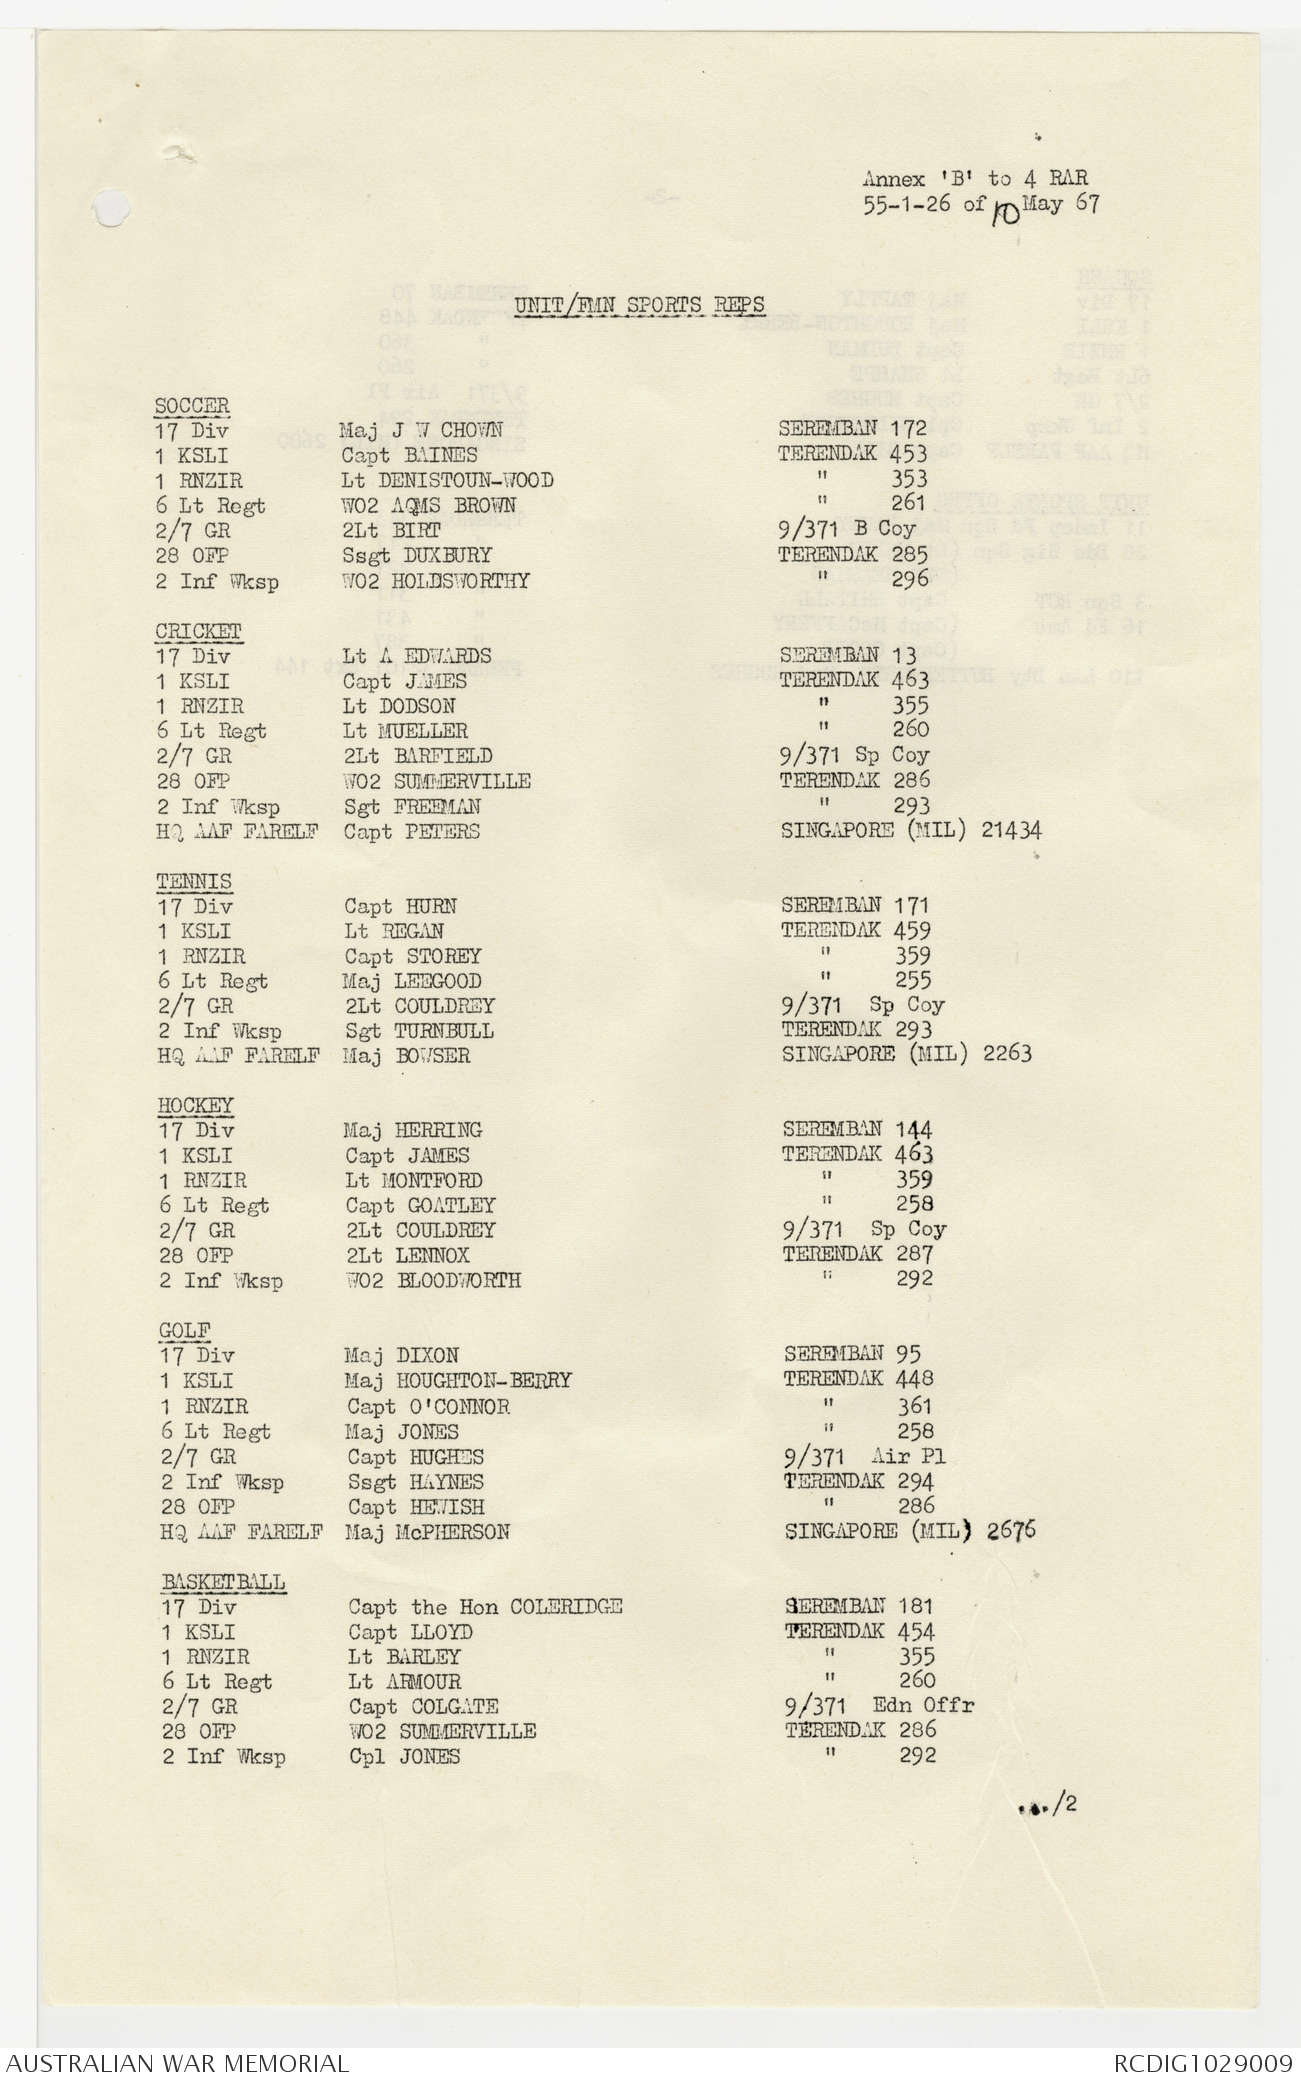 Annex 'B' to 4 RAR
55-1-26 of 10 May 67
UNIT/FMN SPORTS REPS
SOCCER
17 Div Maj J W CHOWN SEREMBAN 172
1 KSLI Capt BAINES TERENDAK 453
1 RNZIR Lt DENISTOUN-WOOD " 353
6 Lt Regt WO2 AQMS BROWN " 261
2/7 GR 2Lt BIRT 9/371 B Coy
28 OFP Ssgt DUXBURY TERENDAK 285
2 Inf Wksp WO2 HOLDSWORTHY " 296
CRICKET
17 Div Lt A EDWARDS SEREMBAN 13
1 KSLI Capt JAMES TERENDAK 463
1 RNZIR Lt DODSON " 355
6 Lt Regt Lt MUELLER " 260
2/7 GR 2Lt BARFIELD 9/371 Sp Coy
28 OFP WO2 SUMMERVILLE TERENDAK 286
2 Inf Wksp Sgt FREEMAN " 293
HQ AAF FARELF Capt PETERS SINGAPORE (MIL) 21434
TENNIS
17 Div Capt HURN SEREMBAN 171
1 KSLI Lt REGAN TERENDAK 459
1 RNZIR Capt STOREY " 359
6 Lt Regt Maj LEEGOOD " 255
2/7 GR 2Lt COULDREY 9/371 Sp Coy
2 Inf Wksp Sgt TURNBULL TERENDAK 293
HQ AAF FARELF Maj BOWSER SINGAPORE (MIL) 2263
HOCKEY
17 Div Maj HERRING SEREMBAN 144
1 KSLI Capt JAMES TERENDAK 463
1 RNZIR Lt MONTFORD " 359
6 Lt Regt Capt GOATLEY " 258
2/7 GR 2Lt COULDREY 9/371 Sp Coy
28 OFP 2Lt LENNOX TERENDAK 287
2 Inf Wksp WO2 BLOODWORTH " 292
GOLF
17 Div Maj DIXON SEREMBAN 95
1 KSLI Maj HOUGHTON-BERRY TERENDAK 448
1 RNZIR Capt O'CONNOR " 361
6 Lt Regt Maj JONES " 258
2/7 GR Capt HUGHES 9/371 Air Pl
2 Inf Wksp Ssgt HAYNES TERENDAK 294
28 OFP Capt HEWISH " 286
HQ AAF FARELF Maj McPHERSON SINGAPORE (MIL) 2676
BASKETBALL
17 Div Capt the Hon COLERIDGE SEREMBAN 181
1 KSLI Capt LLOYD TERENDAK 454
1 RNZIR Lt BARLEY " 355
6 Lt Regt Lt ARMOUR " 260
2/7 GR Capt COLGATE 9/371 Edn Offr
28 OFP WO2 SUMMERVILLE TERENDAK 286
2 Inf Wksp Cpl JONES " 292
.../2
AUSTRALIAN WAR MEMORIAL RCDIG1029009